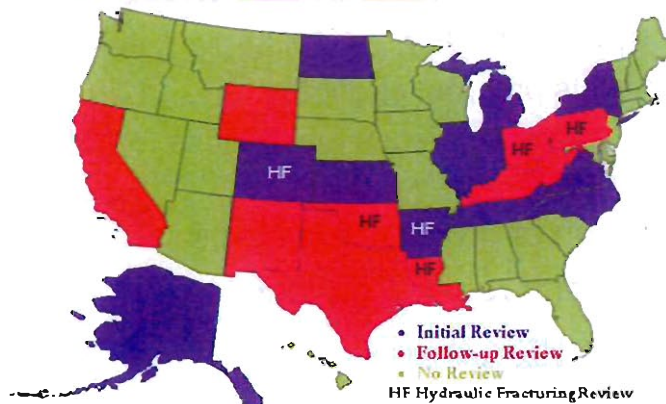 HF
HF
HF
HF
HF
HF
• Initial Review
• Follow-up Review
• No Review
HF Hydraulic Fracturing Review